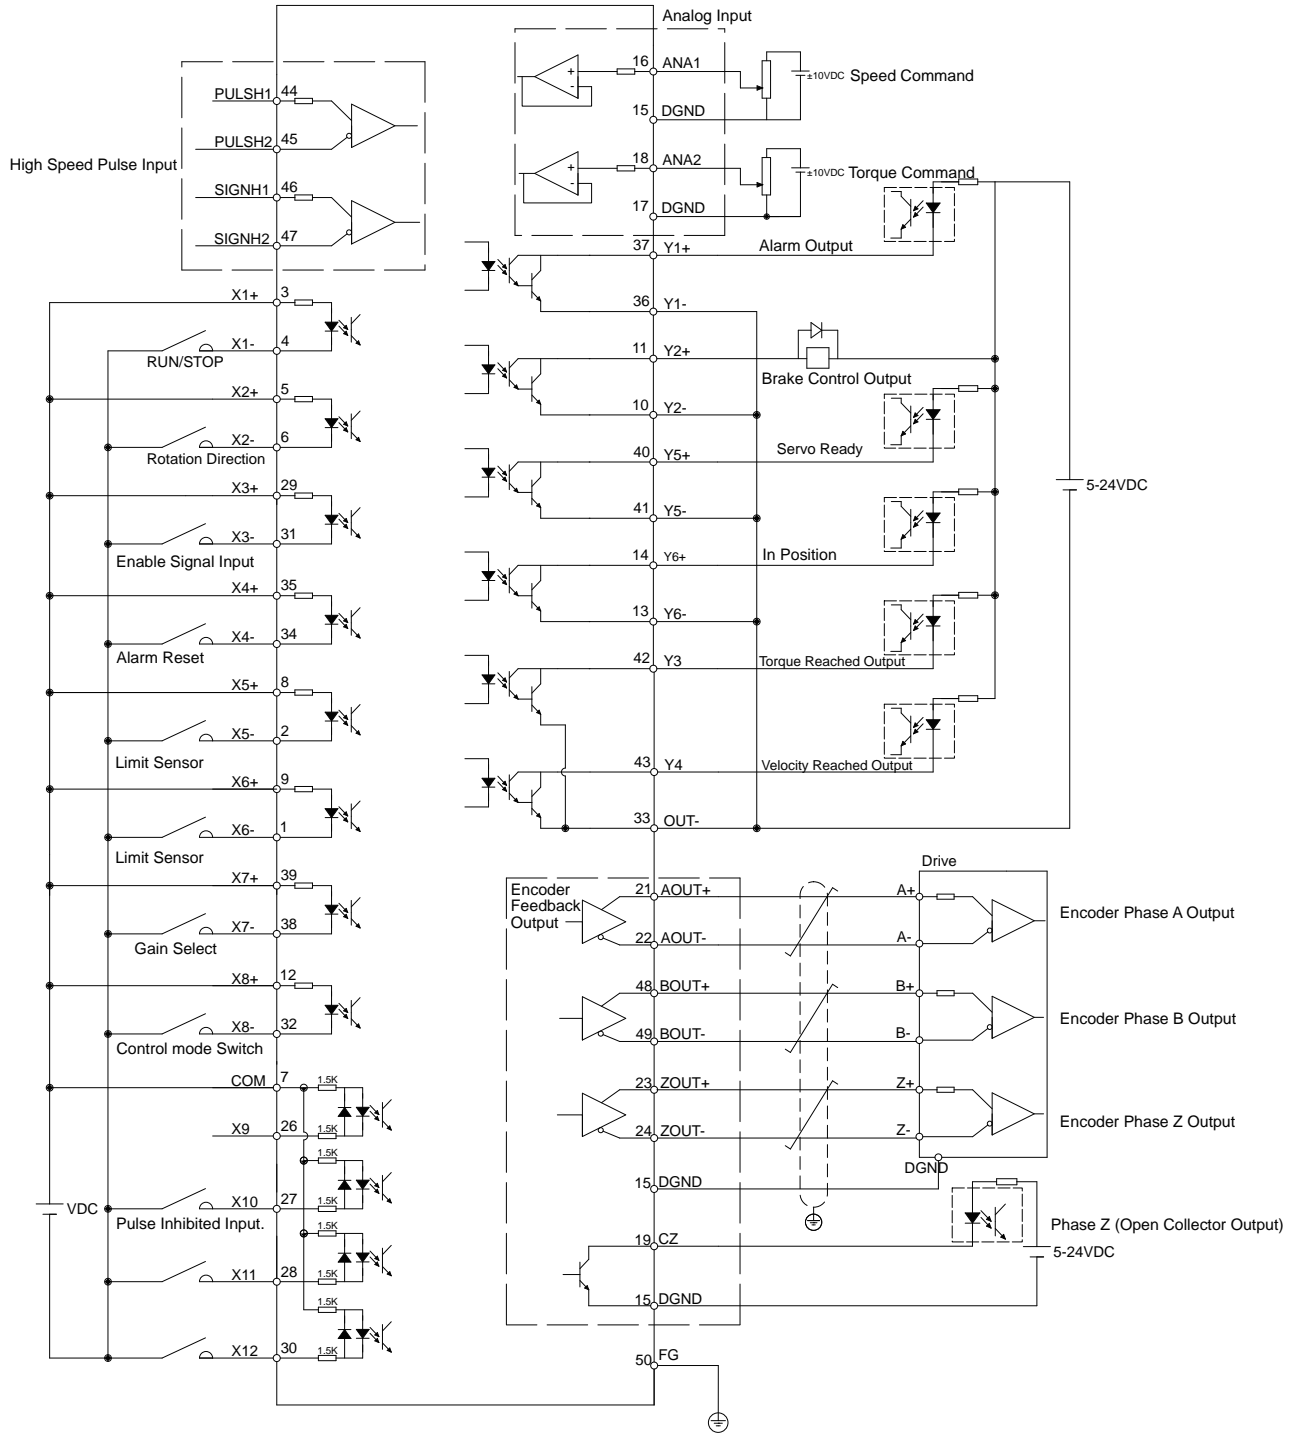 Analog Input
16 ANA1
±10VDC Speed Command
15 DGND
18 ANA2
±10VDC Torque Command
17 DGND
High Speed Pulse Input
PULSH1 44
PULSH2 45
SIGNH1 46
SIGNH2 47
X1+ 3
X1- 4
RUN/STOP
X2+ 5
X2- 6
Rotation Direction
X3+ 29
X3- 31
Enable Signal Input
X4+ 35
X4- 34
Alarm Reset
X5+ 8
X5- 2
Limit Sensor
X6+ 9
X6- 1
Limit Sensor
X7+ 39
X7- 38
Gain Select
X8+ 12
X8- 32
Control mode Switch
COM 7
1.5K
X9 26
1.5K
1.5K
X10 27
1.5K
Pulse Inhibited Input.
VDC
1.5K
X11 28
1.5K
1.5K
X12 30
1.5K
37 Y1+ Alarm Output
36 Y1-
11 Y2+
Brake Control Output
10 Y2-
40 Y5+ Servo Ready
41 Y5-
14 Y6+ In Position
13 Y6-
42 Y3 Torque Reached Output
43 Y4 Velocity Reached Output
33 OUT-
5-24VDC
Encoder
Feedback
Output
Drive
21 AOUT+ A+
22 AOUT- A-
Encoder Phase A Output
48 BOUT+ B+
49 BOUT- B-
Encoder Phase B Output
23 ZOUT+ Z+
24 ZOUT- Z-
Encoder Phase Z Output
DGND
15 DGND
19 CZ
Phase Z (Open Collector Output)
5-24VDC
15 DGND
50 FG